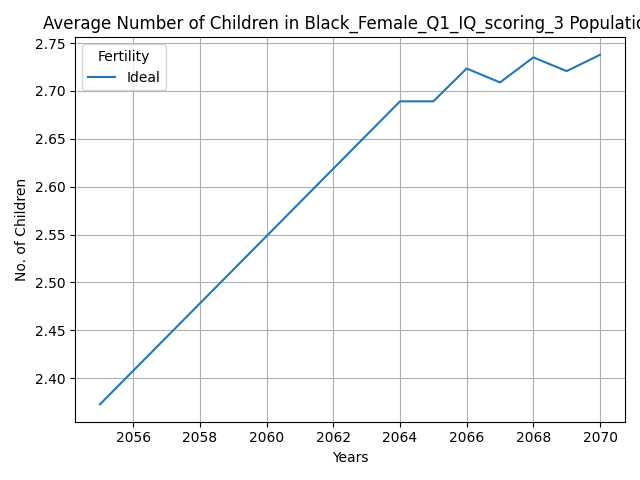 Average Number of Children in Black_Female_Q1_IQ_scoring_3 Populatio
2.75
2.70
2.65
2.60
2.55
2.50
2.45
2.40
No. of Children
Fertility
Ideal
2056 2058 2060 2062 2064 2066 2068 2070
Years